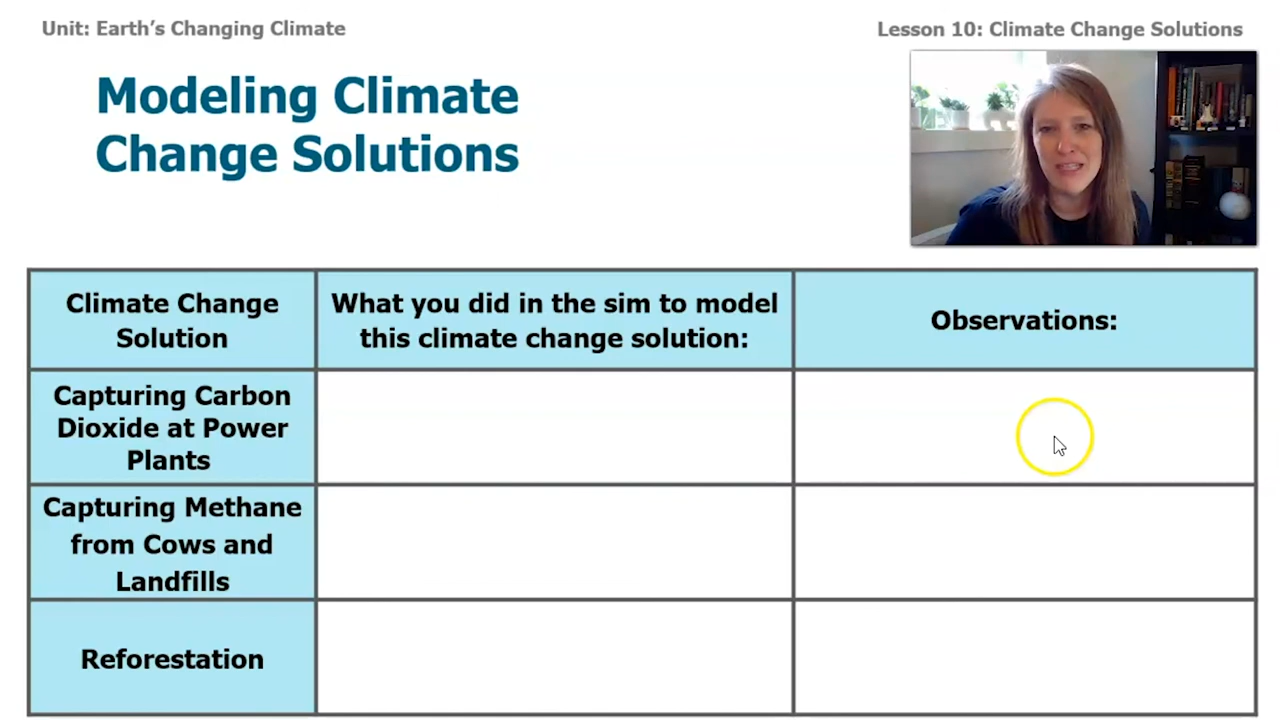 Unit: Earth's Changing Climate
Lesson 10: Climate Change Solutions
Modeling Climate
Change Solutions
Climate Change
Solution
What you did in the sim to model
this climate change solution:
Observations:
Capturing Carbon
Dioxide at Power
Plants
Capturing Methane
from Cows and
Landfills
Reforestation